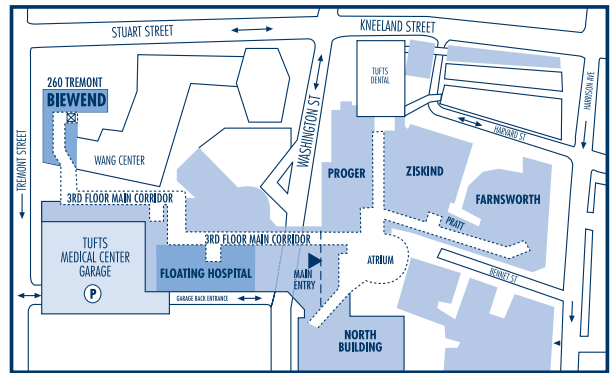 STUART STREET
KNEELAND STREET
TUFTS
DENTAL
260 TREMONT
BIEWEND
WASHINGTON ST
HARRISON AVE
HARVARD ST
TREMONT STREET
WANG CENTER
PROGER
ZISKIND
FARNSWORTH
3RD FLOOR MAIN CORRIDOR
PRATT
3RD FLOOR MAIN CORRIDOR
TUFTS
MEDICAL CENTER
GARAGE
P
FLOATING HOSPITAL
MAIN
ENTRY
ATRIUM
BENNET ST
GARAGE BACK ENTRANCE
NORTH
BUILDING